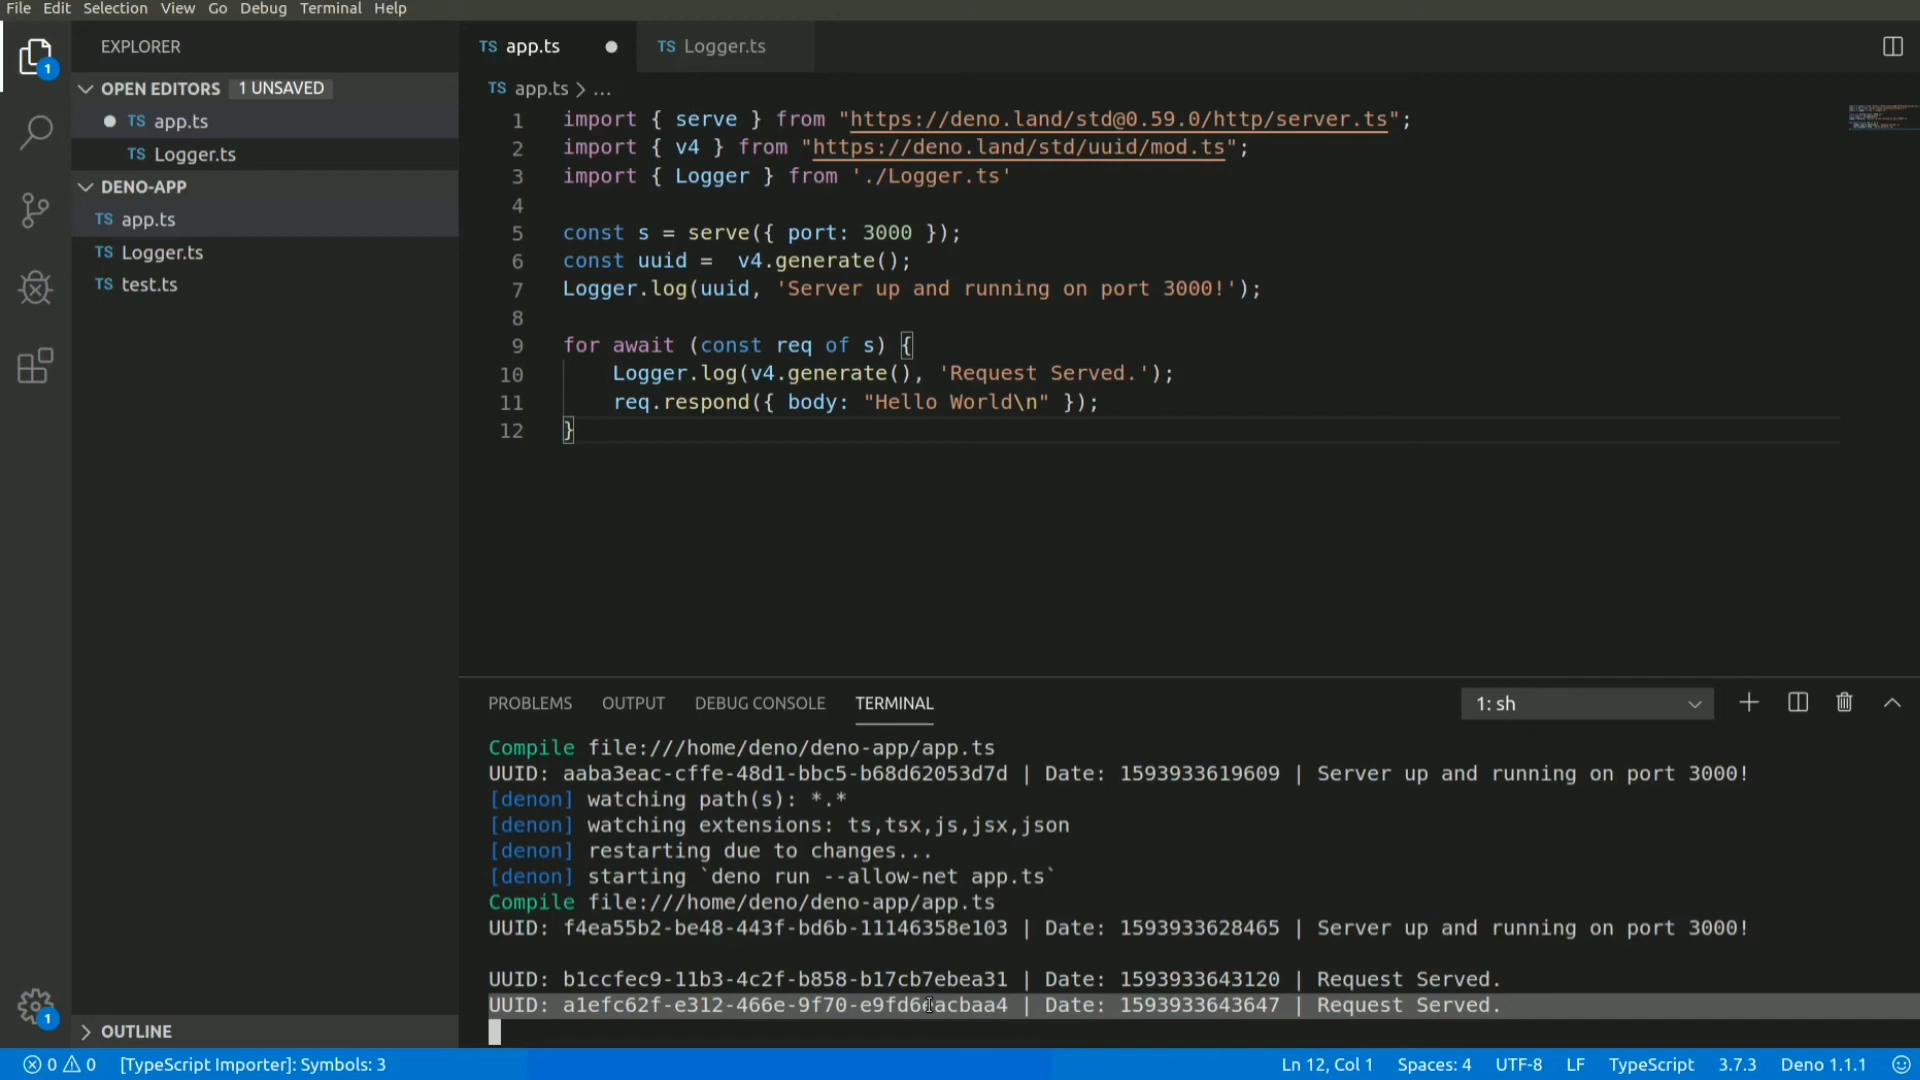 File Edit Selection View Go Debug Terminal Help
EXPLORER
OPEN EDITORS 1 UNSAVED
TS app.ts
TS Logger.ts
DENO-APP
TS app.ts
TS Logger.ts
TS test.ts
OUTLINE
1
1
TS app.ts
TS Logger.ts
TS app.ts > ...
1 import { serve } from "https://deno.land/std@0.59.0/http/server.ts";
2 import { v4 } from "https://deno.land/std/uuid/mod.ts";
3 import { Logger } from './Logger.ts'
4
5 const s = serve({ port: 3000 });
6 const uuid =  v4.generate();
7 Logger.log(uuid, 'Server up and running on port 3000!');
8
9 for await (const req of s) {
10     Logger.log(v4.generate(), 'Request Served.');
11     req.respond({ body: "Hello World\n" });
12 }
PROBLEMS OUTPUT DEBUG CONSOLE TERMINAL 1: sh
Compile file:///home/deno/deno-app/app.ts
UUID: aaba3eac-cffe-48d1-bbc5-b68d62053d7d | Date: 1593933619609 | Server up and running on port 3000!
[denon] watching path(s): *.*
[denon] watching extensions: ts,tsx,js,jsx,json
[denon] restarting due to changes...
[denon] starting `deno run --allow-net app.ts`
Compile file:///home/deno/deno-app/app.ts
UUID: f4ea55b2-be48-443f-bd6b-11146358e103 | Date: 1593933628465 | Server up and running on port 3000!
UUID: b1ccfec9-11b3-4c2f-b858-b17cb7ebea31 | Date: 1593933643120 | Request Served.
UUID: | Date: 1593933643647 | Request Served.
0 0 [TypeScript Importer]: Symbols: 3 Ln 12, Col 1 Spaces: 4 UTF-8 LF TypeScript 3.7.3 Deno 1.1.1